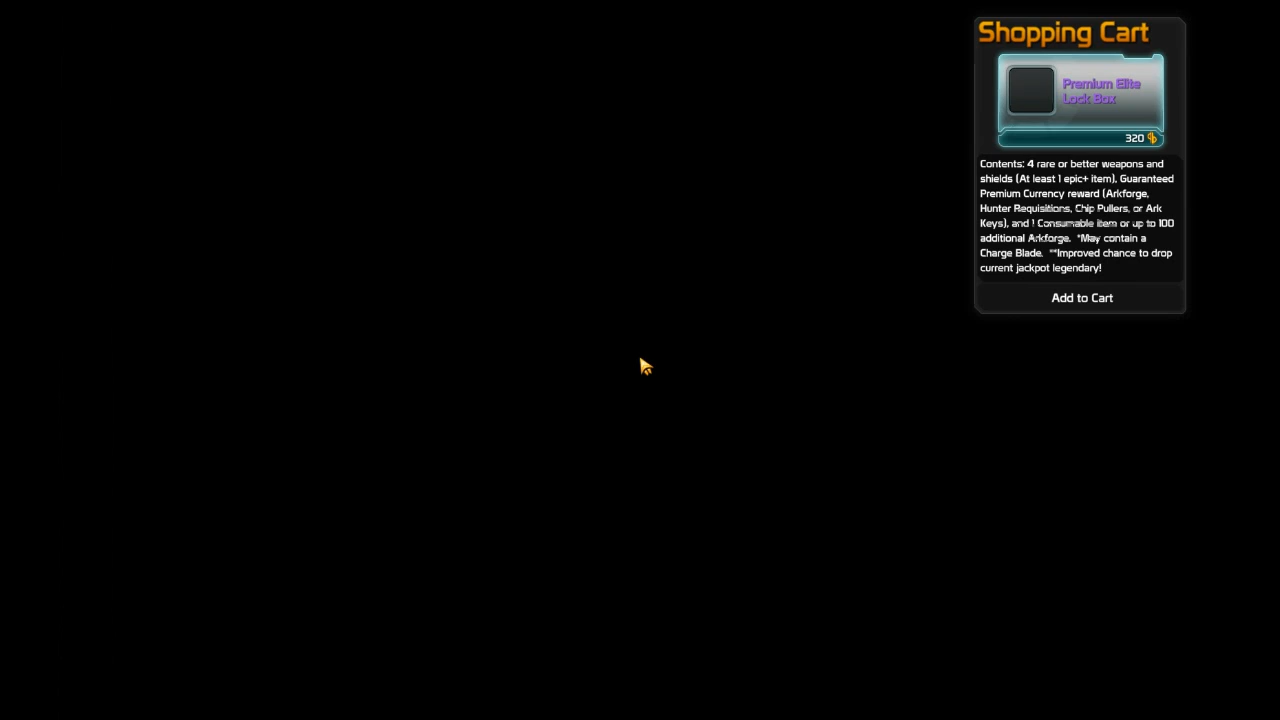 Shopping Cart
Premium Elite
Lock Box
320
Contents: 4 rare or better weapons and
shields (At least 1 epic+ item), Guaranteed
Premium Currency reward (Arkforge,
Hunter Requisitions, Chip Pullers, or Ark
Keys), and 1 Consumable item or up to 100
additional Arkforge. *May contain a
Charge Blade. **Improved chance to drop
current jackpot legendary!
Add to Cart